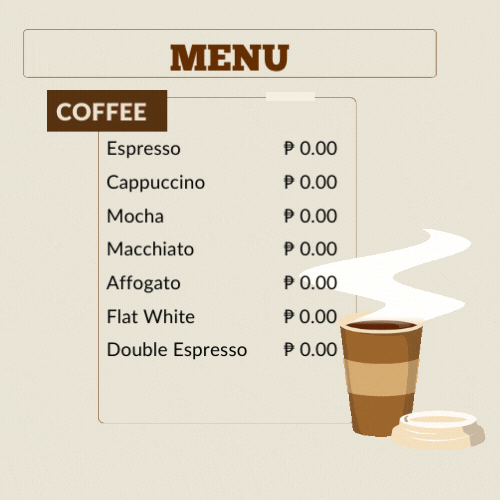 MENU
COFFEE
Espresso ₱ 0.00
Cappuccino ₱ 0.00
Mocha ₱ 0.00
Macchiato ₱ 0.00
Affogato ₱ 0.00
Flat White ₱ 0.00
Double Espresso ₱ 0.00